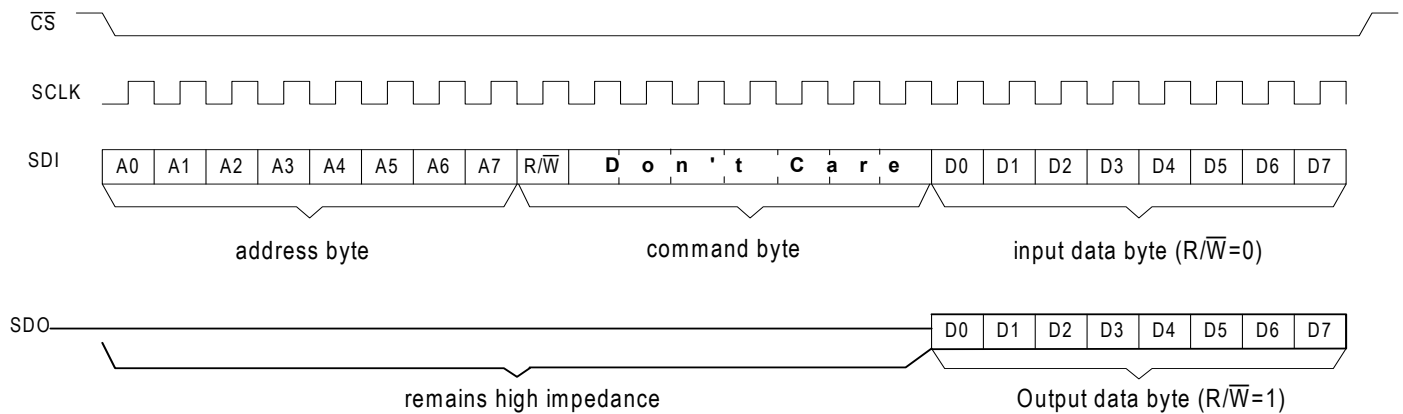 C̅S̅
SCLK
SDI A0 A1 A2 A3 A4 A5 A6 A7 R/W̅ Don't Care D0 D1 D2 D3 D4 D5 D6 D7
address byte command byte input data byte (R/W̅=0)
SDO D0 D1 D2 D3 D4 D5 D6 D7
remains high impedance Output data byte (R/W̅=1)